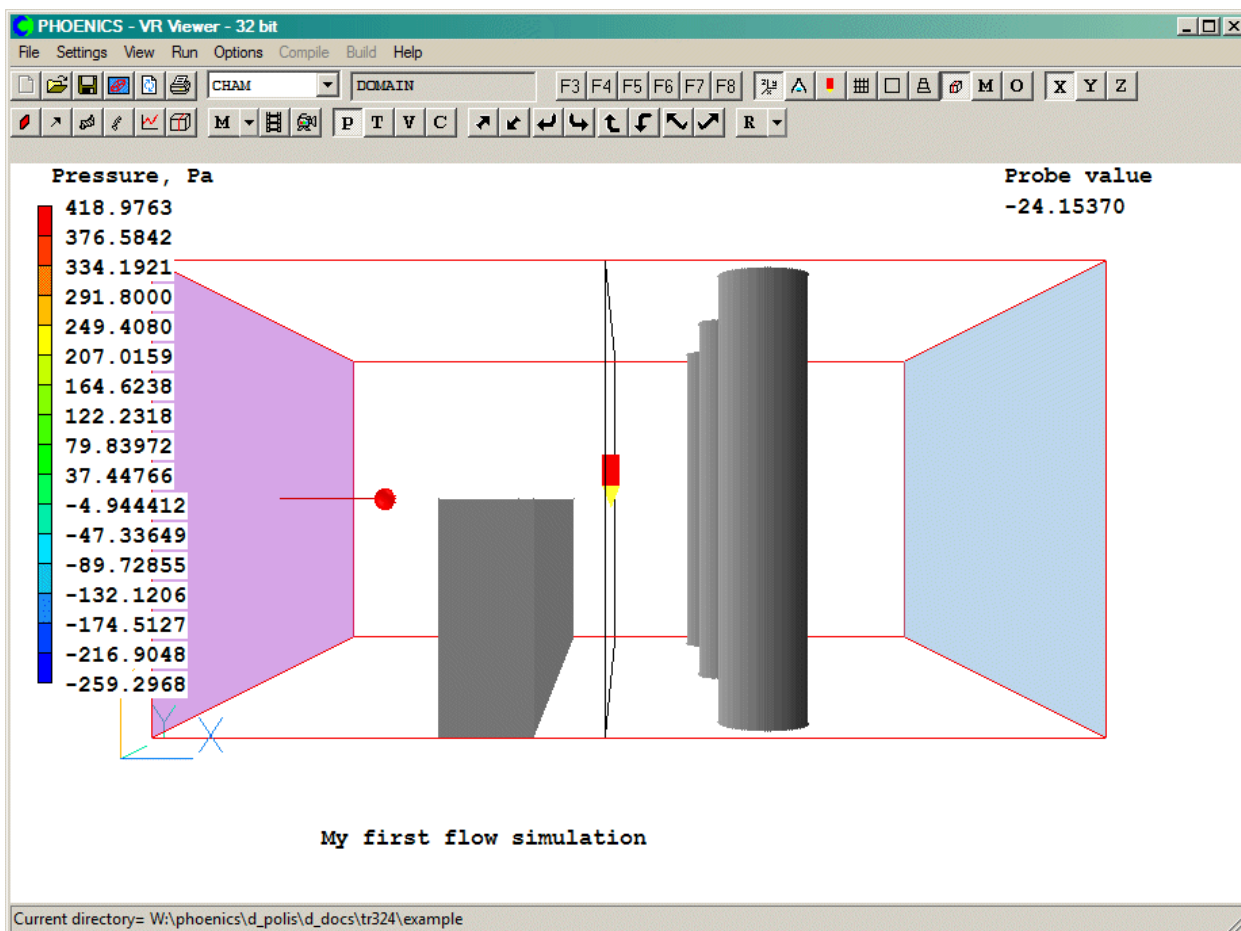 PHOENICS - VR Viewer - 32 bit
File Settings View Run Options Compile Build Help
CHAM DOMAIN F3 F4 F5 F6 F7 F8 M O X Y Z
M P T V C R
Pressure, Pa
Probe value
418.9763
-24.15370
376.5842
334.1921
291.8000
249.4080
207.0159
164.6238
122.2318
79.83972
37.44766
-4.944412
-47.33649
-89.72855
-132.1206
-174.5127
-216.9048
-259.2968
Y
X
My first flow simulation
Current directory= W:\phoenics\d_polis\d_docs\tr324\example